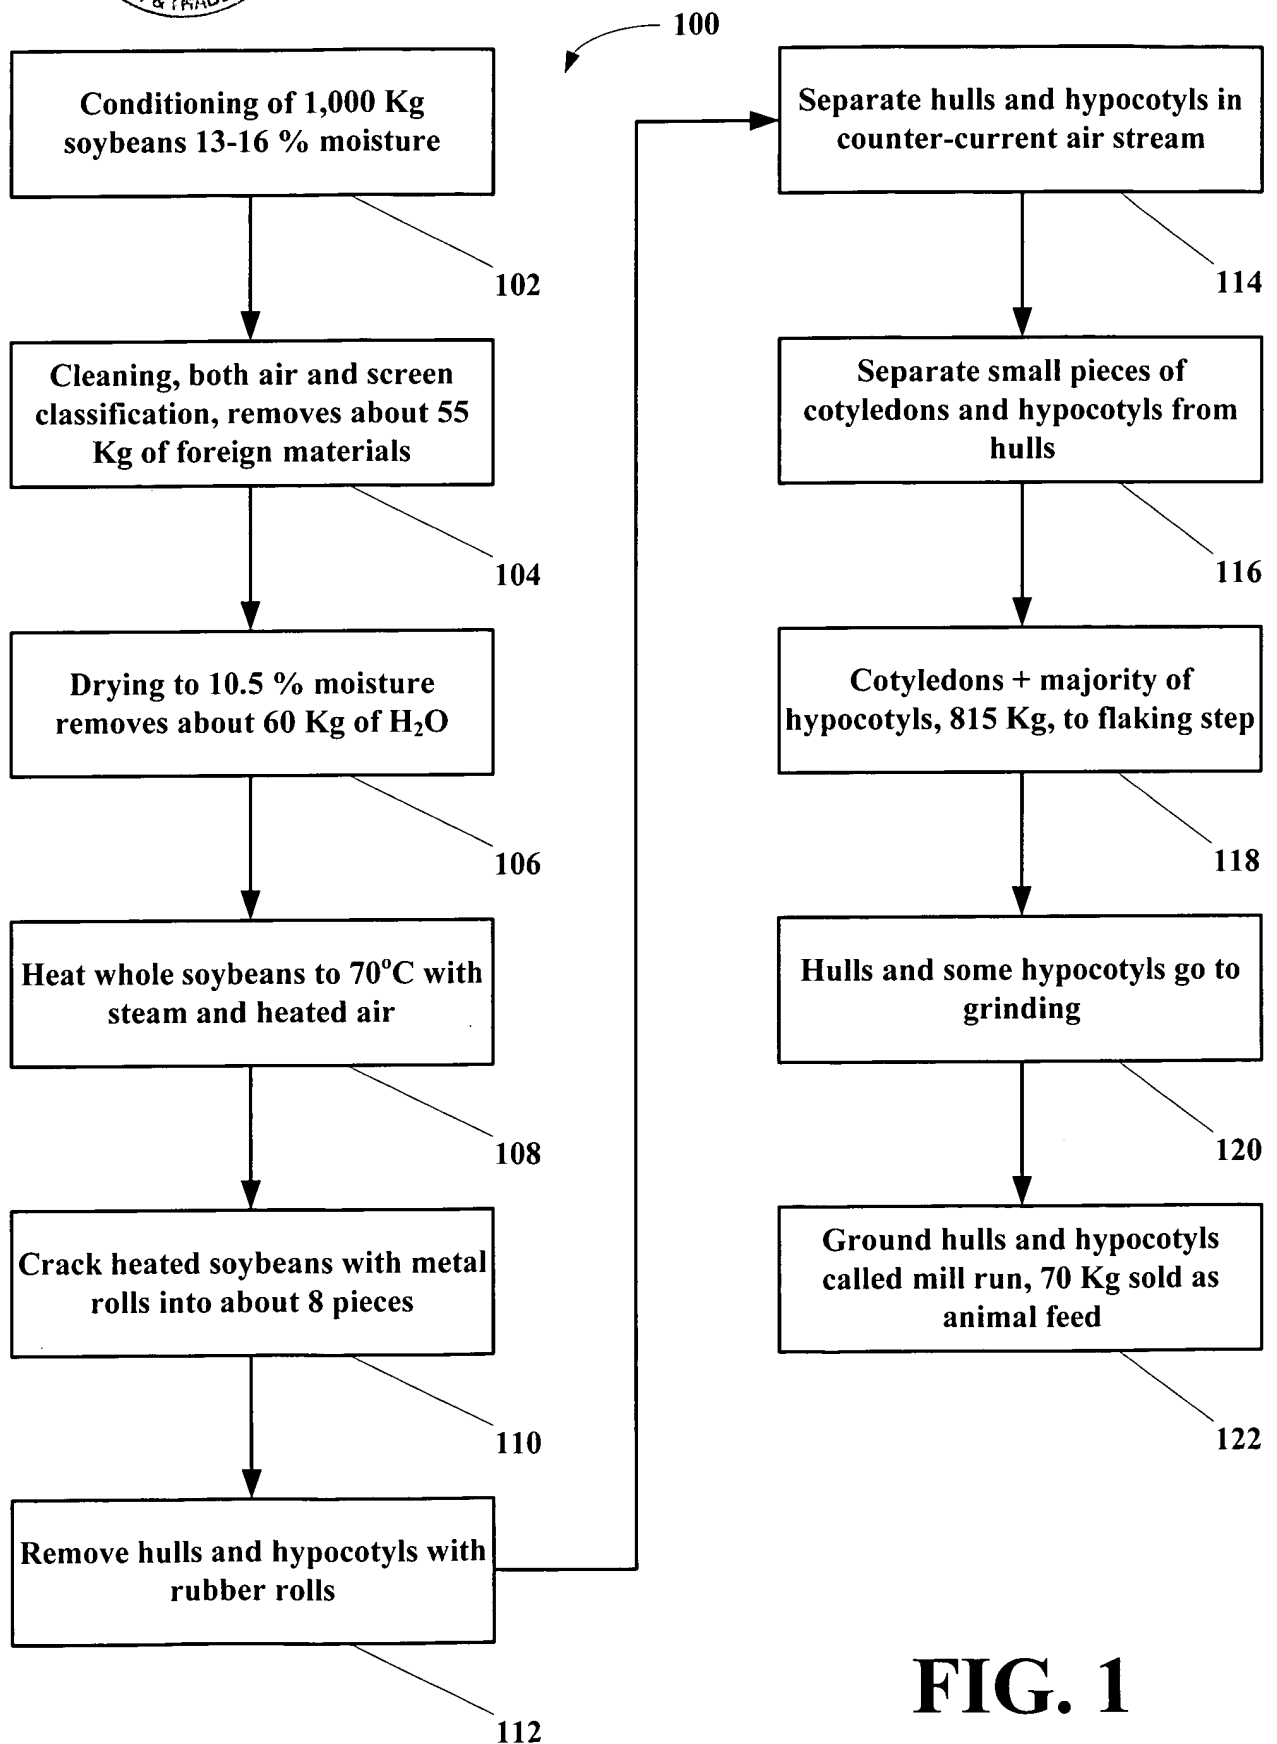 & TRADE
100
Conditioning of 1,000 Kg
soybeans 13-16 % moisture
102
Cleaning, both air and screen
classification, removes about 55
Kg of foreign materials
104
Drying to 10.5 % moisture
removes about 60 Kg of H₂O
106
Heat whole soybeans to 70°C with
steam and heated air
108
Crack heated soybeans with metal
rolls into about 8 pieces
110
Remove hulls and hypocotyls with
rubber rolls
112
Separate hulls and hypocotyls in
counter-current air stream
114
Separate small pieces of
cotyledons and hypocotyls from
hulls
116
Cotyledons + majority of
hypocotyls, 815 Kg, to flaking step
118
Hulls and some hypocotyls go to
grinding
120
Ground hulls and hypocotyls
called mill run, 70 Kg sold as
animal feed
122
FIG. 1